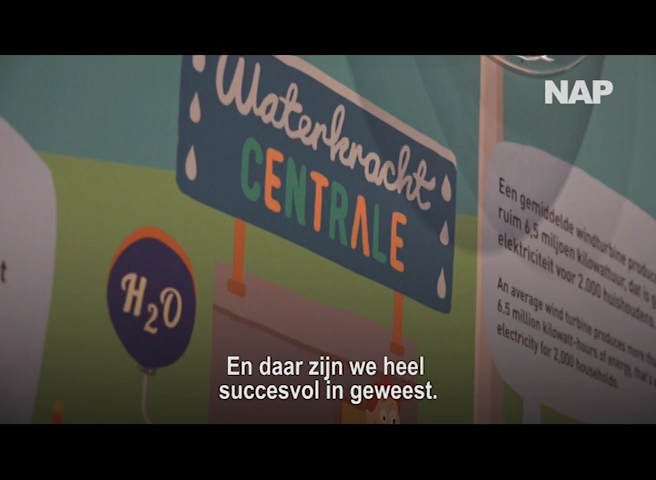 NAP
Waterkracht
CENTRALE
H2O
Een gemiddelde windturbine
ruim 6,5 miljoen kilowattuur, dat is
elektriciteit voor 2.000 huishoudens.
An average wind turbine produces more
6.5 million kilowatt-hours of energy, that's
electricity for 2,000 households.
En daar zijn we heel
succesvol in geweest.